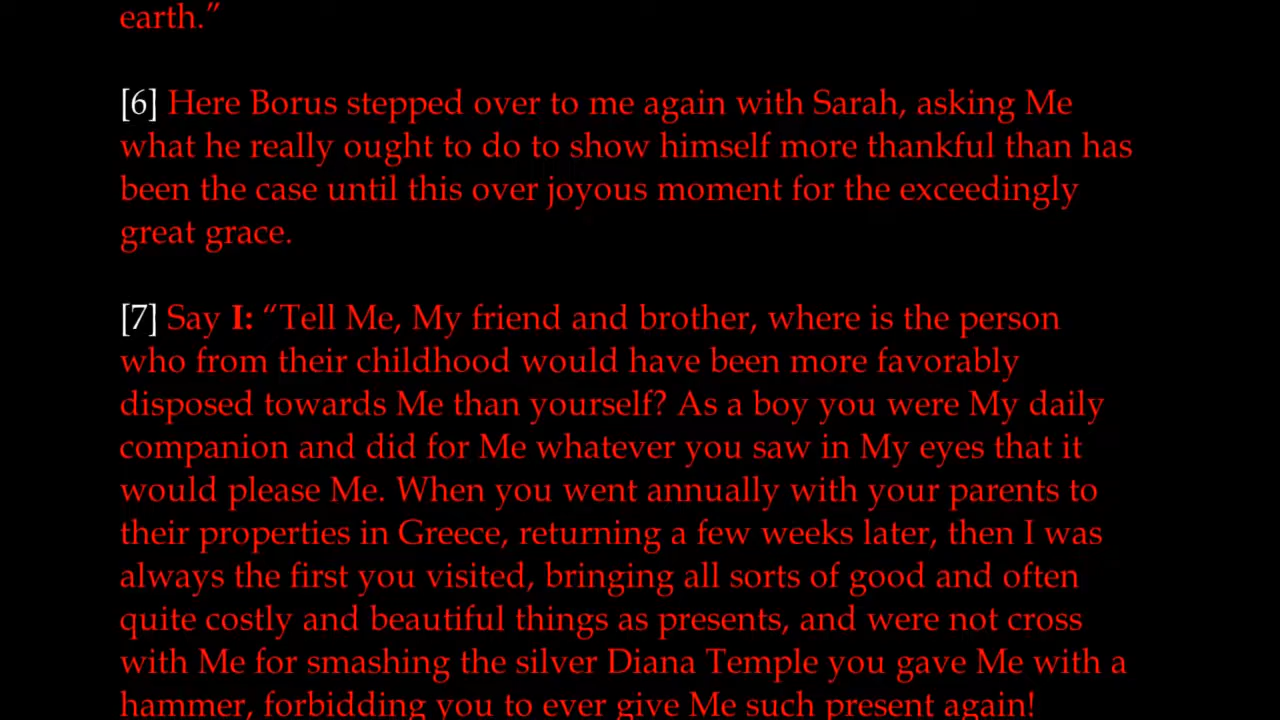 earth.”
[6] Here Borus stepped over to me again with Sarah, asking Me
what he really ought to do to show himself more thankful than has
been the case until this over joyous moment for the exceedingly
great grace.
[7] Say I: “Tell Me, My friend and brother, where is the person
who from their childhood would have been more favorably
disposed towards Me than yourself? As a boy you were My daily
companion and did for Me whatever you saw in My eyes that it
would please Me. When you went annually with your parents to
their properties in Greece, returning a few weeks later, then I was
always the first you visited, bringing all sorts of good and often
quite costly and beautiful things as presents, and were not cross
with Me for smashing the silver Diana Temple you gave Me with a
hammer, forbidding you to ever give Me such present again!